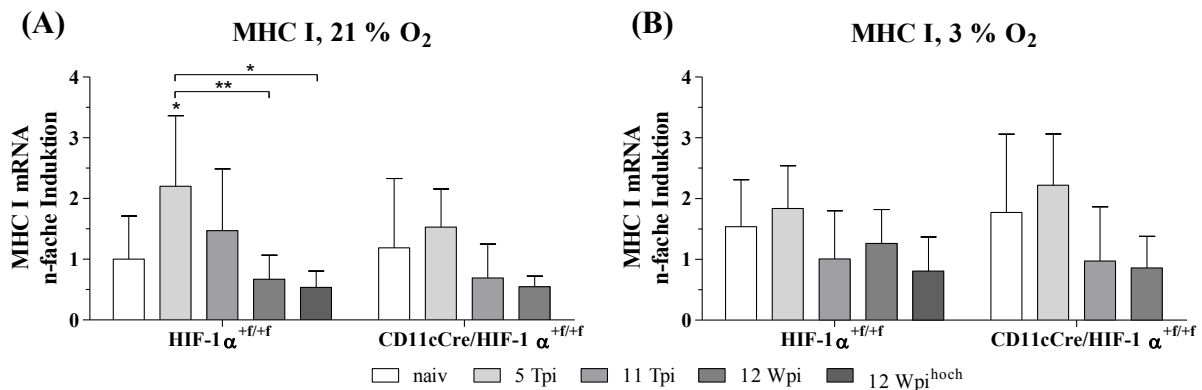 (A)
MHC I, 21 % O₂
MHC I mRNA
n-fache Induktion
4
3
2
1
0
*
**
*
HIF-1α⁺ᶠ/⁺ᶠ
CD11cCre/HIF-1 α⁺ᶠ/⁺ᶠ
(B)
MHC I, 3 % O₂
MHC I mRNA
n-fache Induktion
4
3
2
1
0
HIF-1α⁺ᶠ/⁺ᶠ
CD11cCre/HIF-1 α⁺ᶠ/⁺ᶠ
naiv 5 Tpi 11 Tpi 12 Wpi 12 Wpiʰᵒᶜʰ